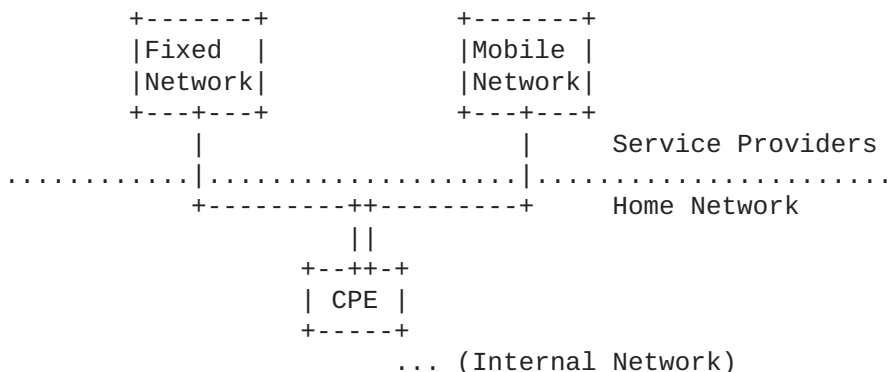 Fixed Mobile
Network Network
Service Providers
Home Network
CPE
... (Internal Network)